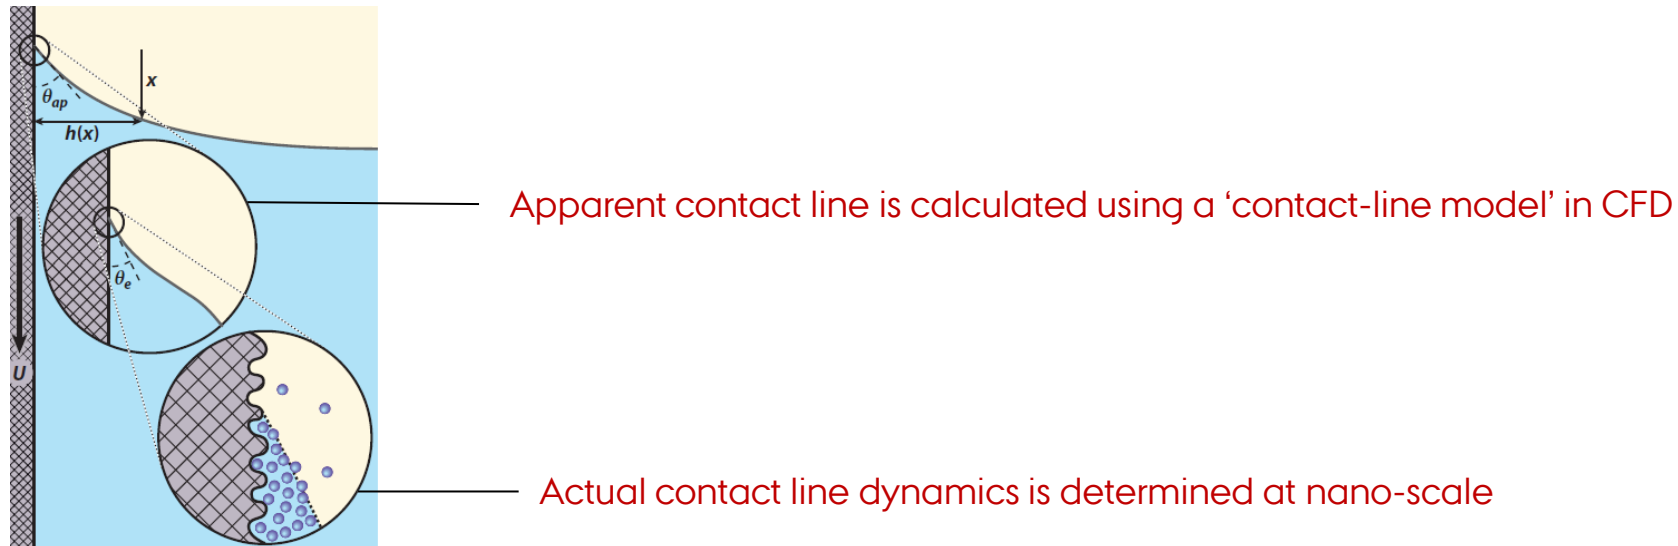 x
θap
h(x)
Apparent contact line is calculated using a ‘contact-line model’ in CFD
θe
U
Actual contact line dynamics is determined at nano-scale